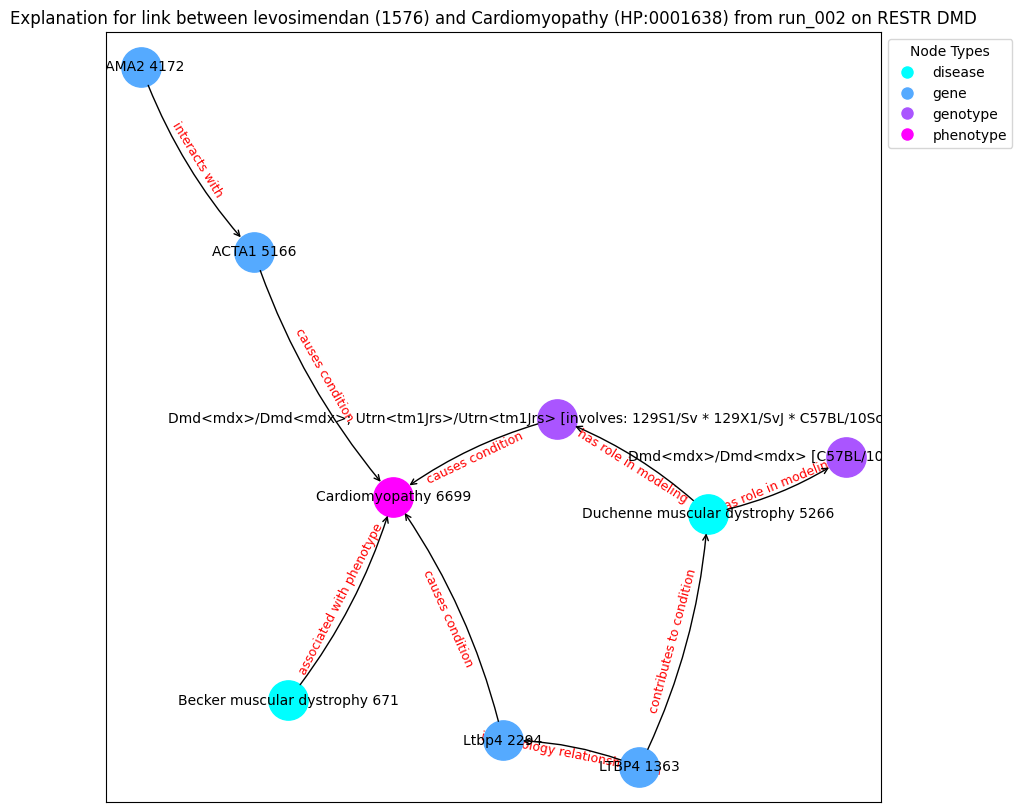 Explanation for link between levosimendan (1576) and Cardiomyopathy (HP:0001638) from run_002 on RESTR DMD
Node Types
disease
gene
genotype
phenotype
AMA2 4172
interacts with
ACTA1 5166
causes condition
Dmd<mdx>/Dmd<mdx>, Utrn<tm1Jrs>/Utrn<tm1Jrs> [involves: 129S1/Sv * 129X1/SvJ * C57BL/10Sc
causes condition
has role in modeling
Dmd<mdx>/Dmd<mdx> [C57BL/10
has role in modeling
Cardiomyopathy 6699
Duchenne muscular dystrophy 5266
associated with phenotype
causes condition
contributes to condition
Becker muscular dystrophy 671
Ltbp4 2294
LTBP4 1363